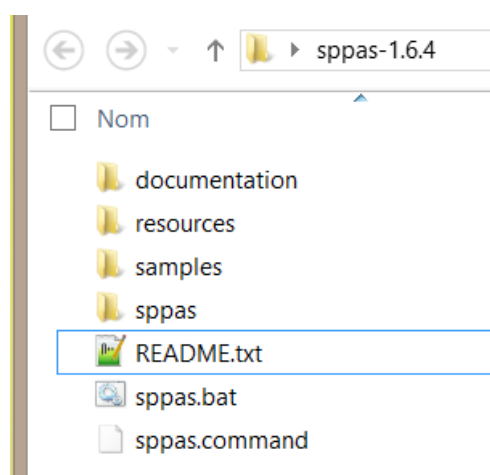 sppas-1.6.4
Nom
documentation
resources
samples
sppas
README.txt
sppas.bat
sppas.command